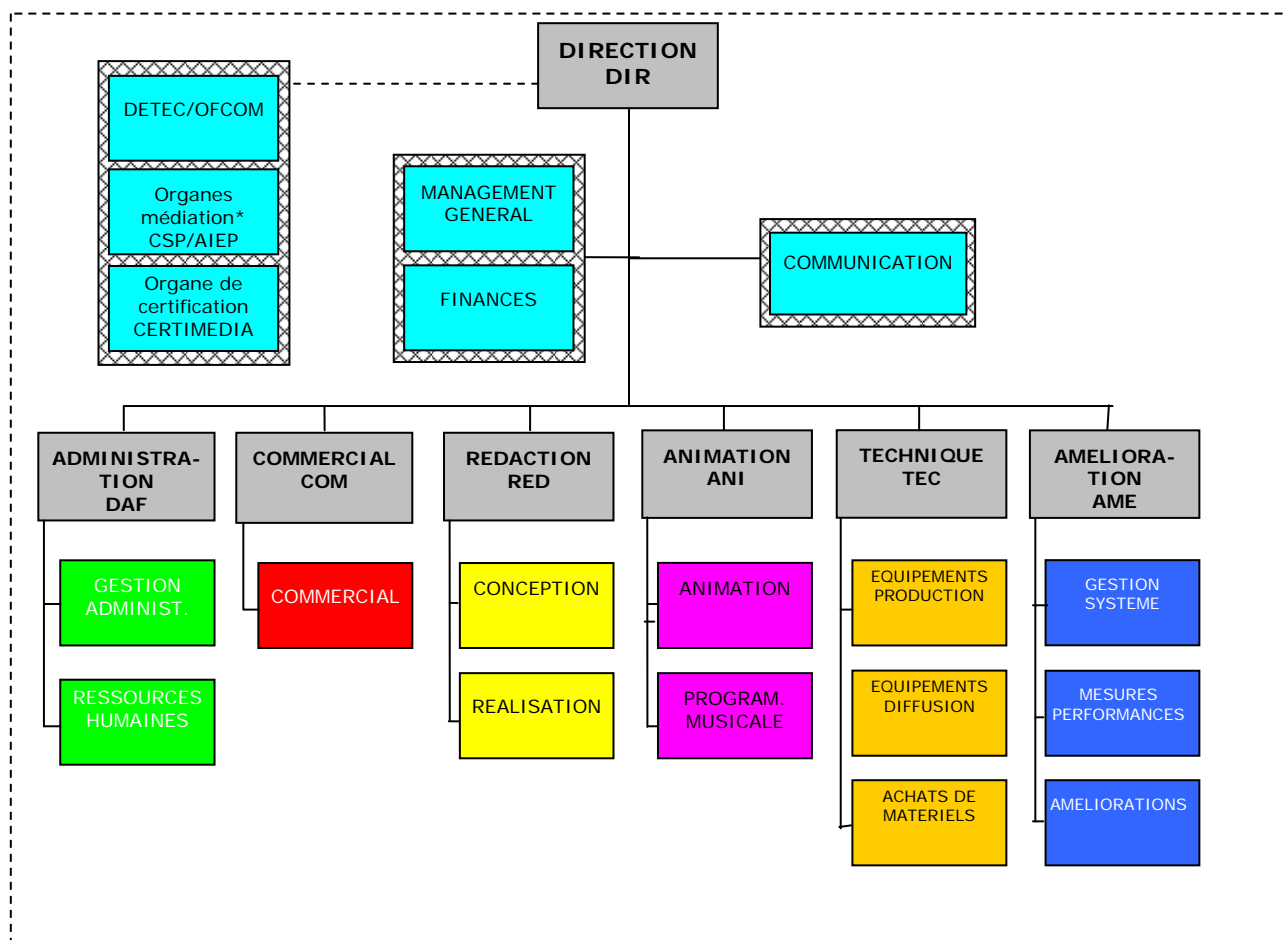 DIRECTION
DIR
DETEC/OFCOM
Organes
médiation*
CSP/AIEP
Organe de
certification
CERTIMEDIA
MANAGEMENT
GENERAL
FINANCES
COMMUNICATION
ADMINISTRA-
TION
DAF
COMMERCIAL
COM
REDACTION
RED
ANIMATION
ANI
TECHNIQUE
TEC
AMELIORA-
TION
AME
GESTION
ADMINIST.
RESSOURCES
HUMAINES
COMMERCIAL
CONCEPTION
REALISATION
ANIMATION
PROGRAM.
MUSICALE
EQUIPEMENTS
PRODUCTION
EQUIPEMENTS
DIFFUSION
ACHATS DE
MATERIELS
GESTION
SYSTEME
MESURES
PERFORMANCES
AMELIORATIONS